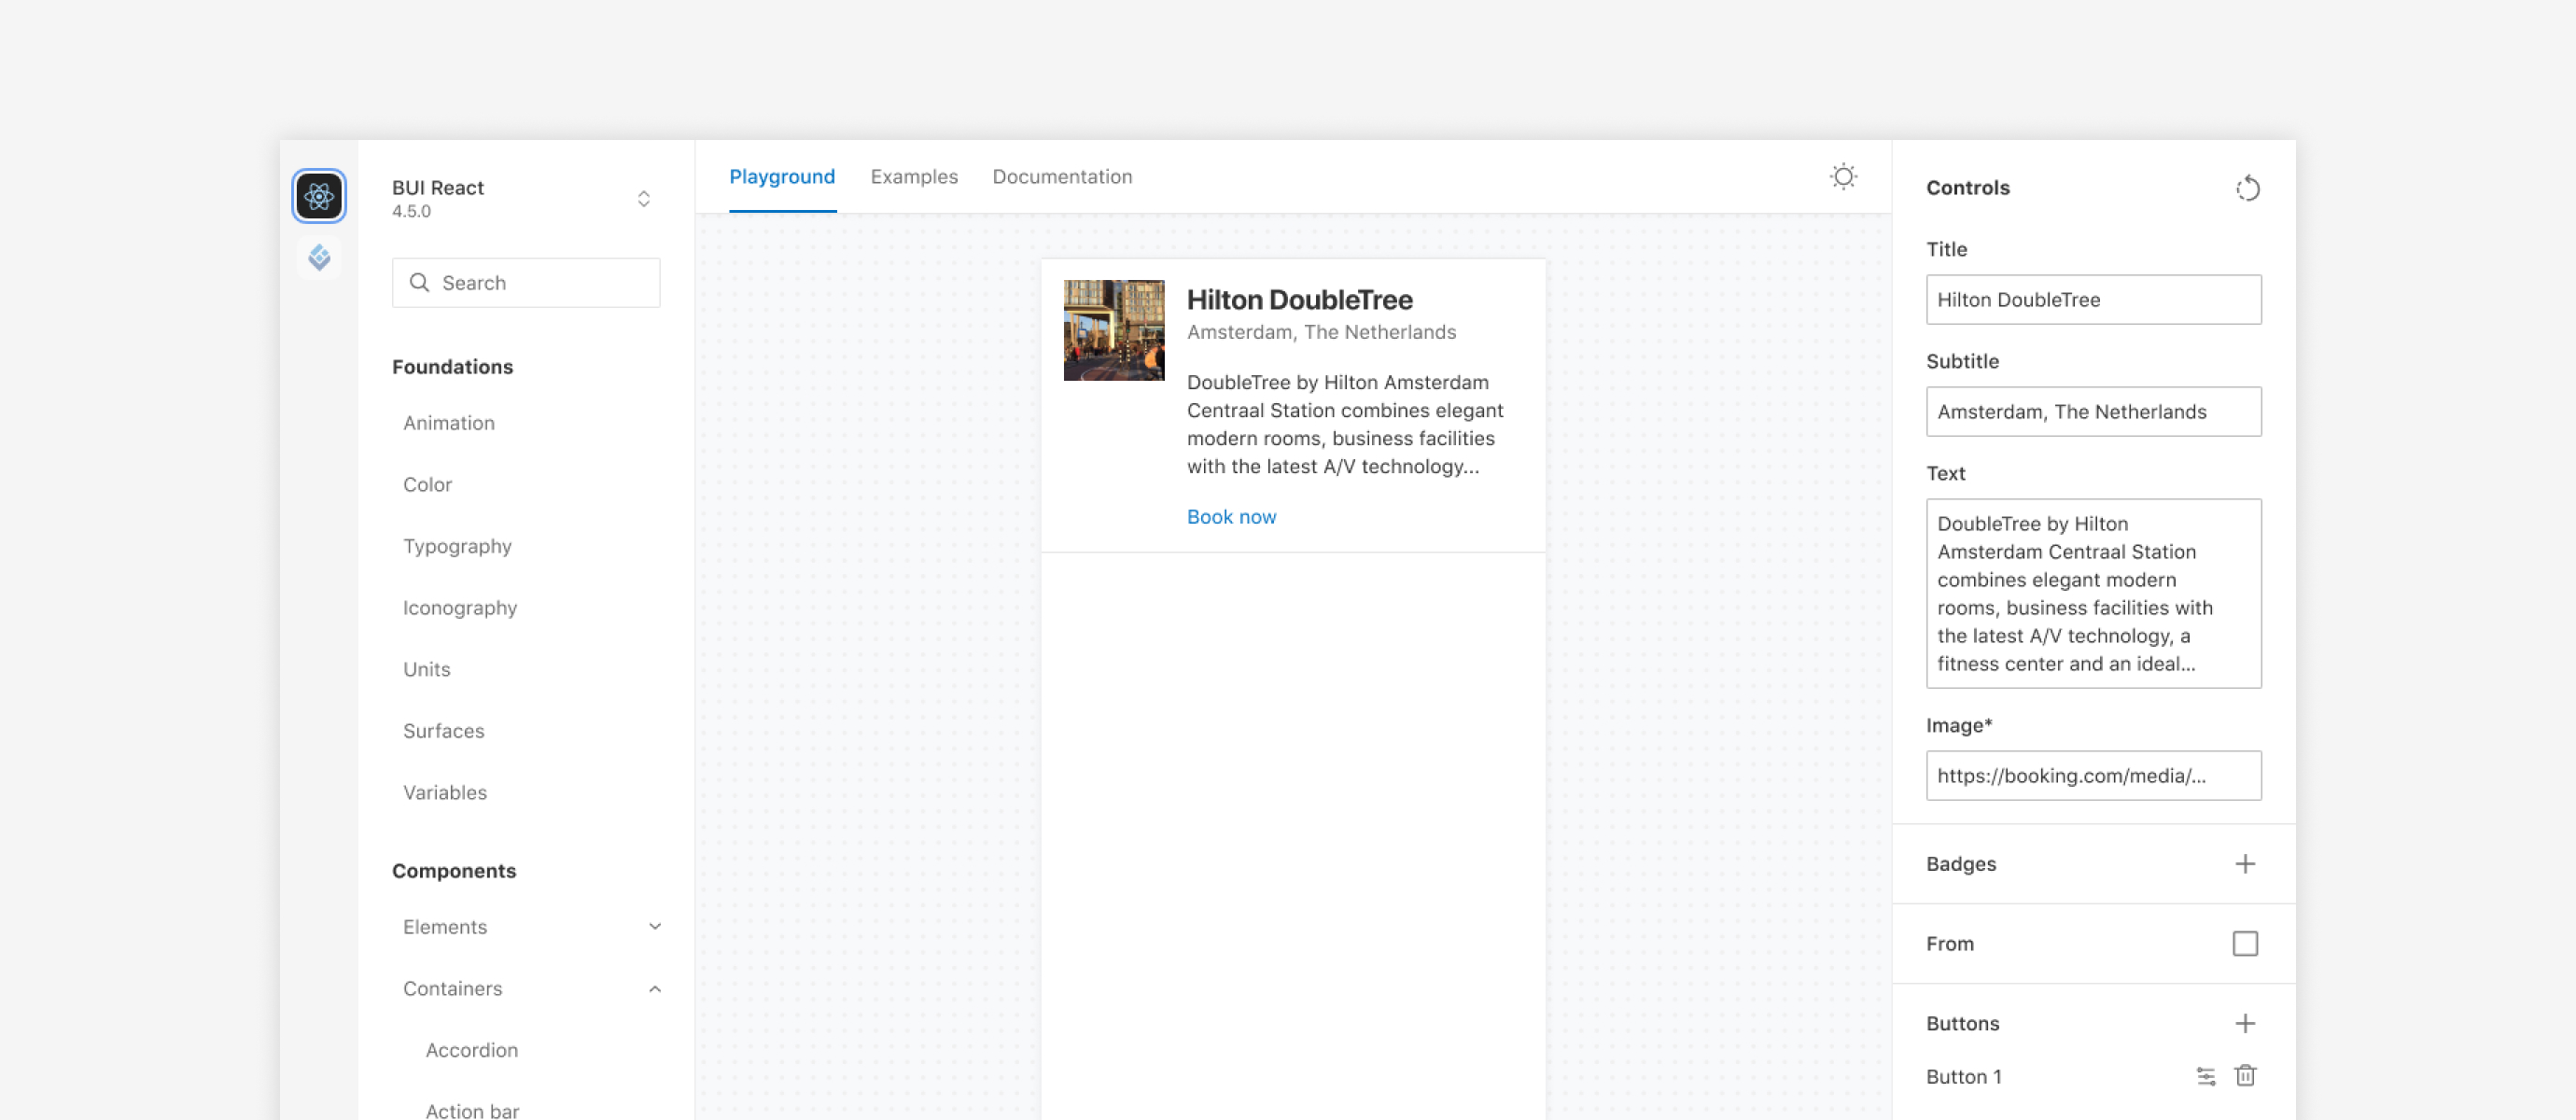 BUI React
4.5.0
Search
Foundations
Animation
Color
Typography
Iconography
Units
Surfaces
Variables
Components
Elements
Containers
Accordion
Action bar
Playground
Examples
Documentation
Hilton DoubleTree
Amsterdam, The Netherlands
DoubleTree by Hilton Amsterdam
Centraal Station combines elegant
modern rooms, business facilities
with the latest A/V technology...
Book now
Controls
Title
Hilton DoubleTree
Subtitle
Amsterdam, The Netherlands
Text
DoubleTree by Hilton
Amsterdam Centraal Station
combines elegant modern
rooms, business facilities with
the latest A/V technology, a
fitness center and an ideal...
Image*
https://booking.com/media/...
Badges
From
Buttons
Button 1